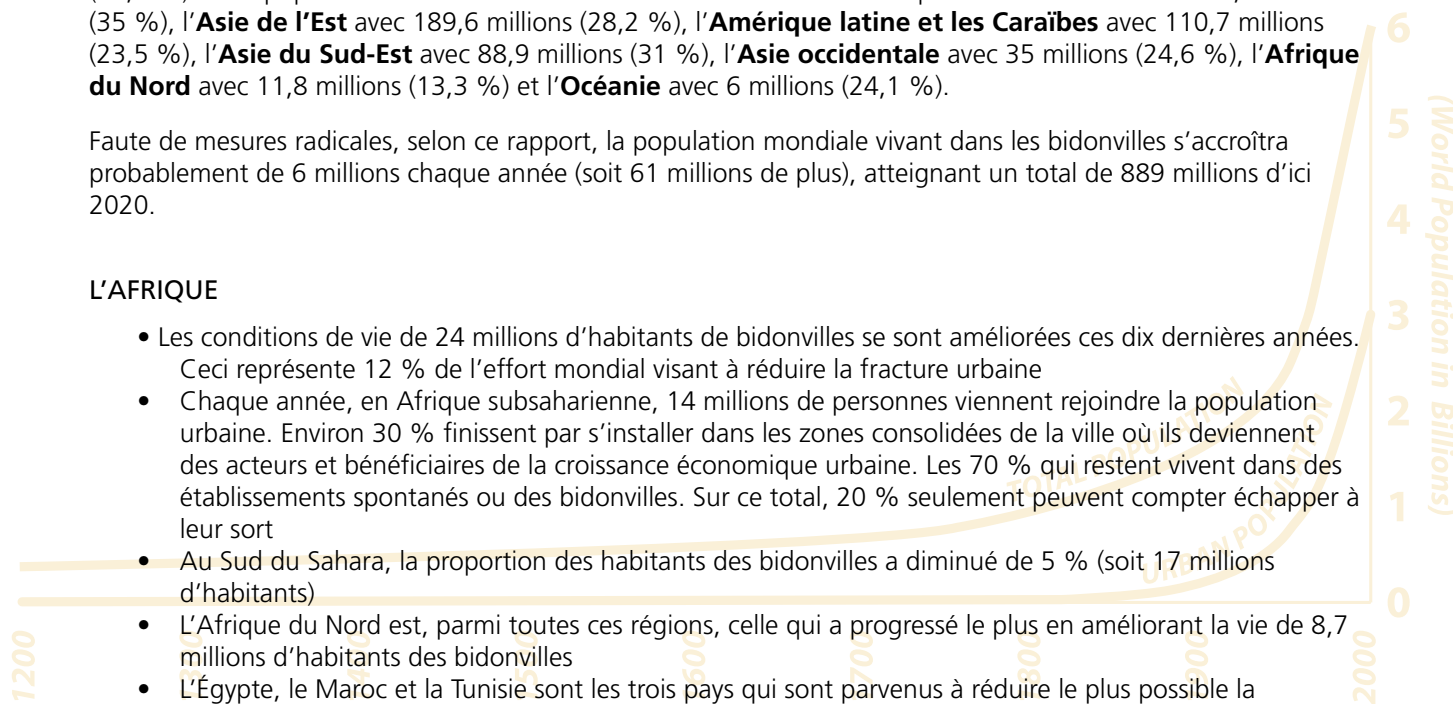 (35 %), l'Asie de l'Est avec 189,6 millions (28,2 %), l'Amérique latine et les Caraïbes avec 110,7 millions
(23,5 %), l'Asie du Sud-Est avec 88,9 millions (31 %), l'Asie occidentale avec 35 millions (24,6 %), l'Afrique
du Nord avec 11,8 millions (13,3 %) et l'Océanie avec 6 millions (24,1 %).
Faute de mesures radicales, selon ce rapport, la population mondiale vivant dans les bidonvilles s'accroîtra
probablement de 6 millions chaque année (soit 61 millions de plus), atteignant un total de 889 millions d'ici
2020.
L'AFRIQUE
• Les conditions de vie de 24 millions d'habitants de bidonvilles se sont améliorées ces dix dernières années.
Ceci représente 12 % de l'effort mondial visant à réduire la fracture urbaine
• Chaque année, en Afrique subsaharienne, 14 millions de personnes viennent rejoindre la population
urbaine. Environ 30 % finissent par s'installer dans les zones consolidées de la ville où ils deviennent
des acteurs et bénéficiaires de la croissance économique urbaine. Les 70 % qui restent vivent dans des
établissements spontanés ou des bidonvilles. Sur ce total, 20 % seulement peuvent compter échapper à
leur sort
• Au Sud du Sahara, la proportion des habitants des bidonvilles a diminué de 5 % (soit 17 millions
d'habitants)
• L'Afrique du Nord est, parmi toutes ces régions, celle qui a progressé le plus en améliorant la vie de 8,7
millions d'habitants des bidonvilles
• L'Égypte, le Maroc et la Tunisie sont les trois pays qui sont parvenus à réduire le plus possible la
6
5
4
3
2
1
0
(World Population in Billions)
TOTAL POPULATION
URBAN POPULATION
1200
2000